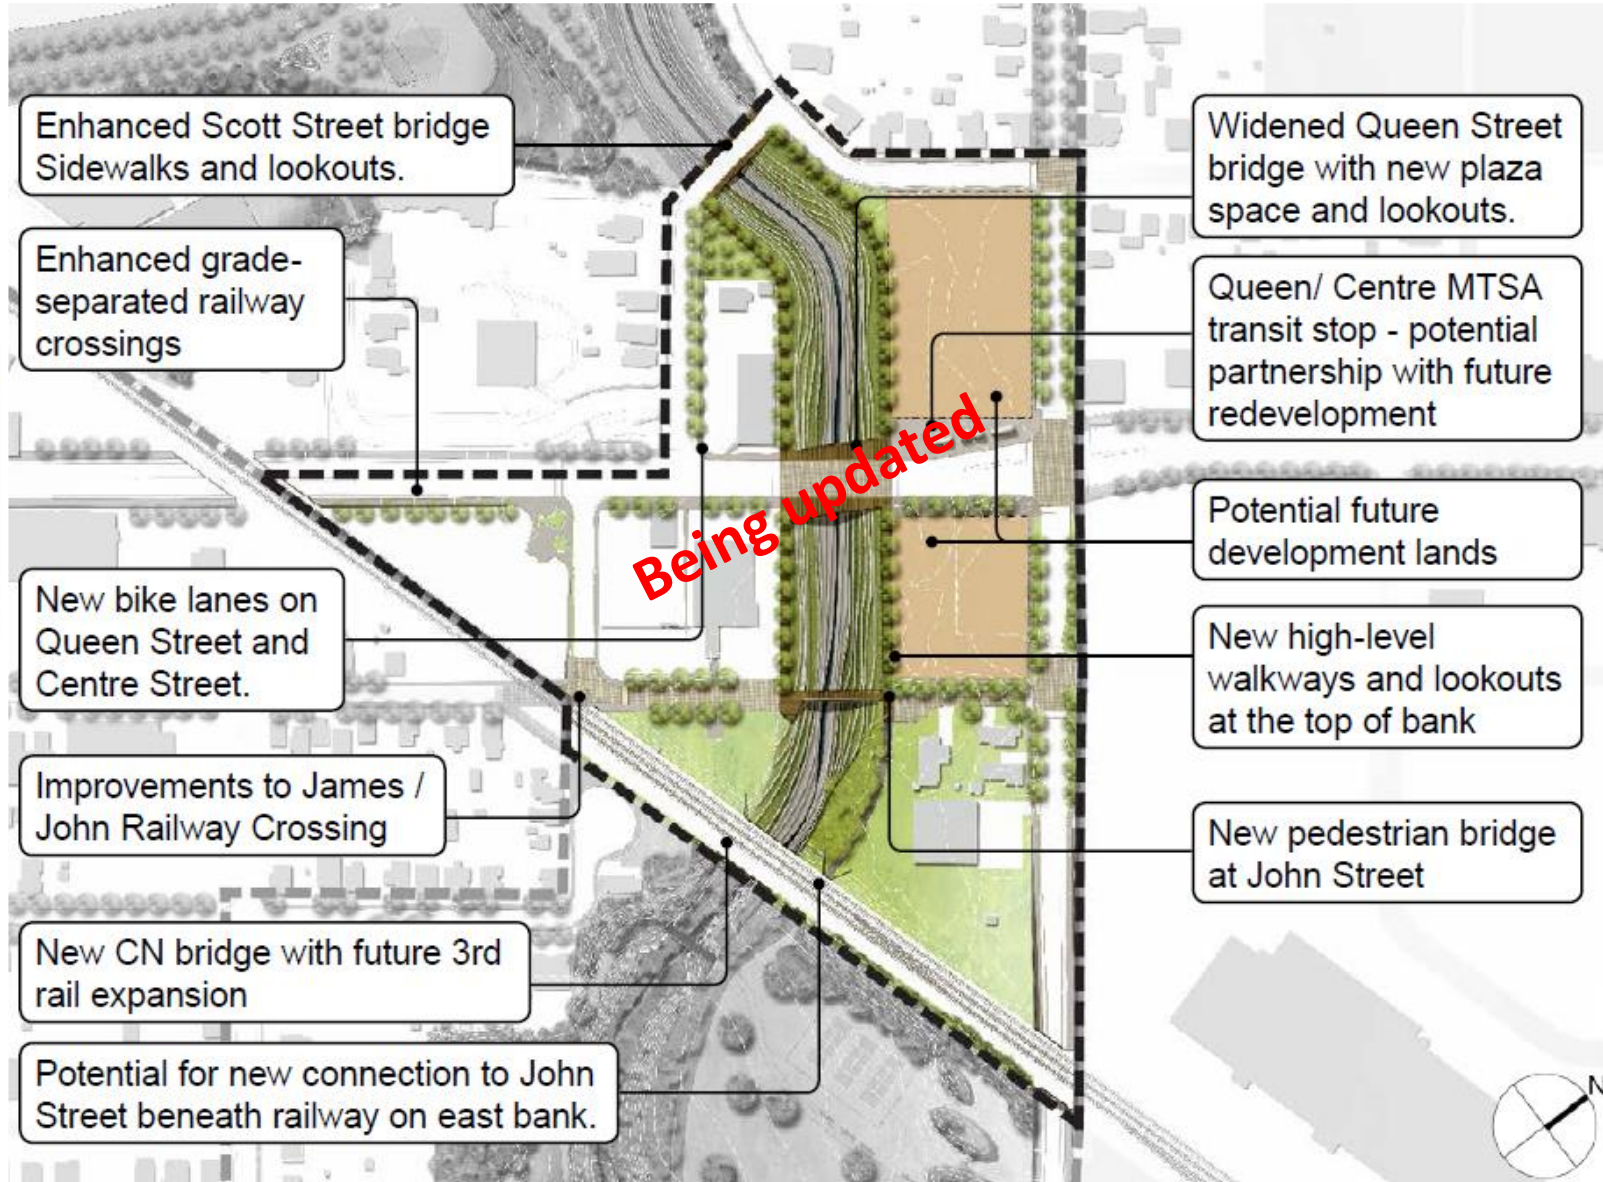 Enhanced Scott Street bridge
Sidewalks and lookouts.
Enhanced grade-
separated railway
crossings
New bike lanes on
Queen Street and
Centre Street.
Improvements to James /
John Railway Crossing
New CN bridge with future 3rd
rail expansion
Potential for new connection to John
Street beneath railway on east bank.
Being updated
Widened Queen Street
bridge with new plaza
space and lookouts.
Queen/ Centre MTSA
transit stop - potential
partnership with future
redevelopment
Potential future
development lands
New high-level
walkways and lookouts
at the top of bank
New pedestrian bridge
at John Street
N